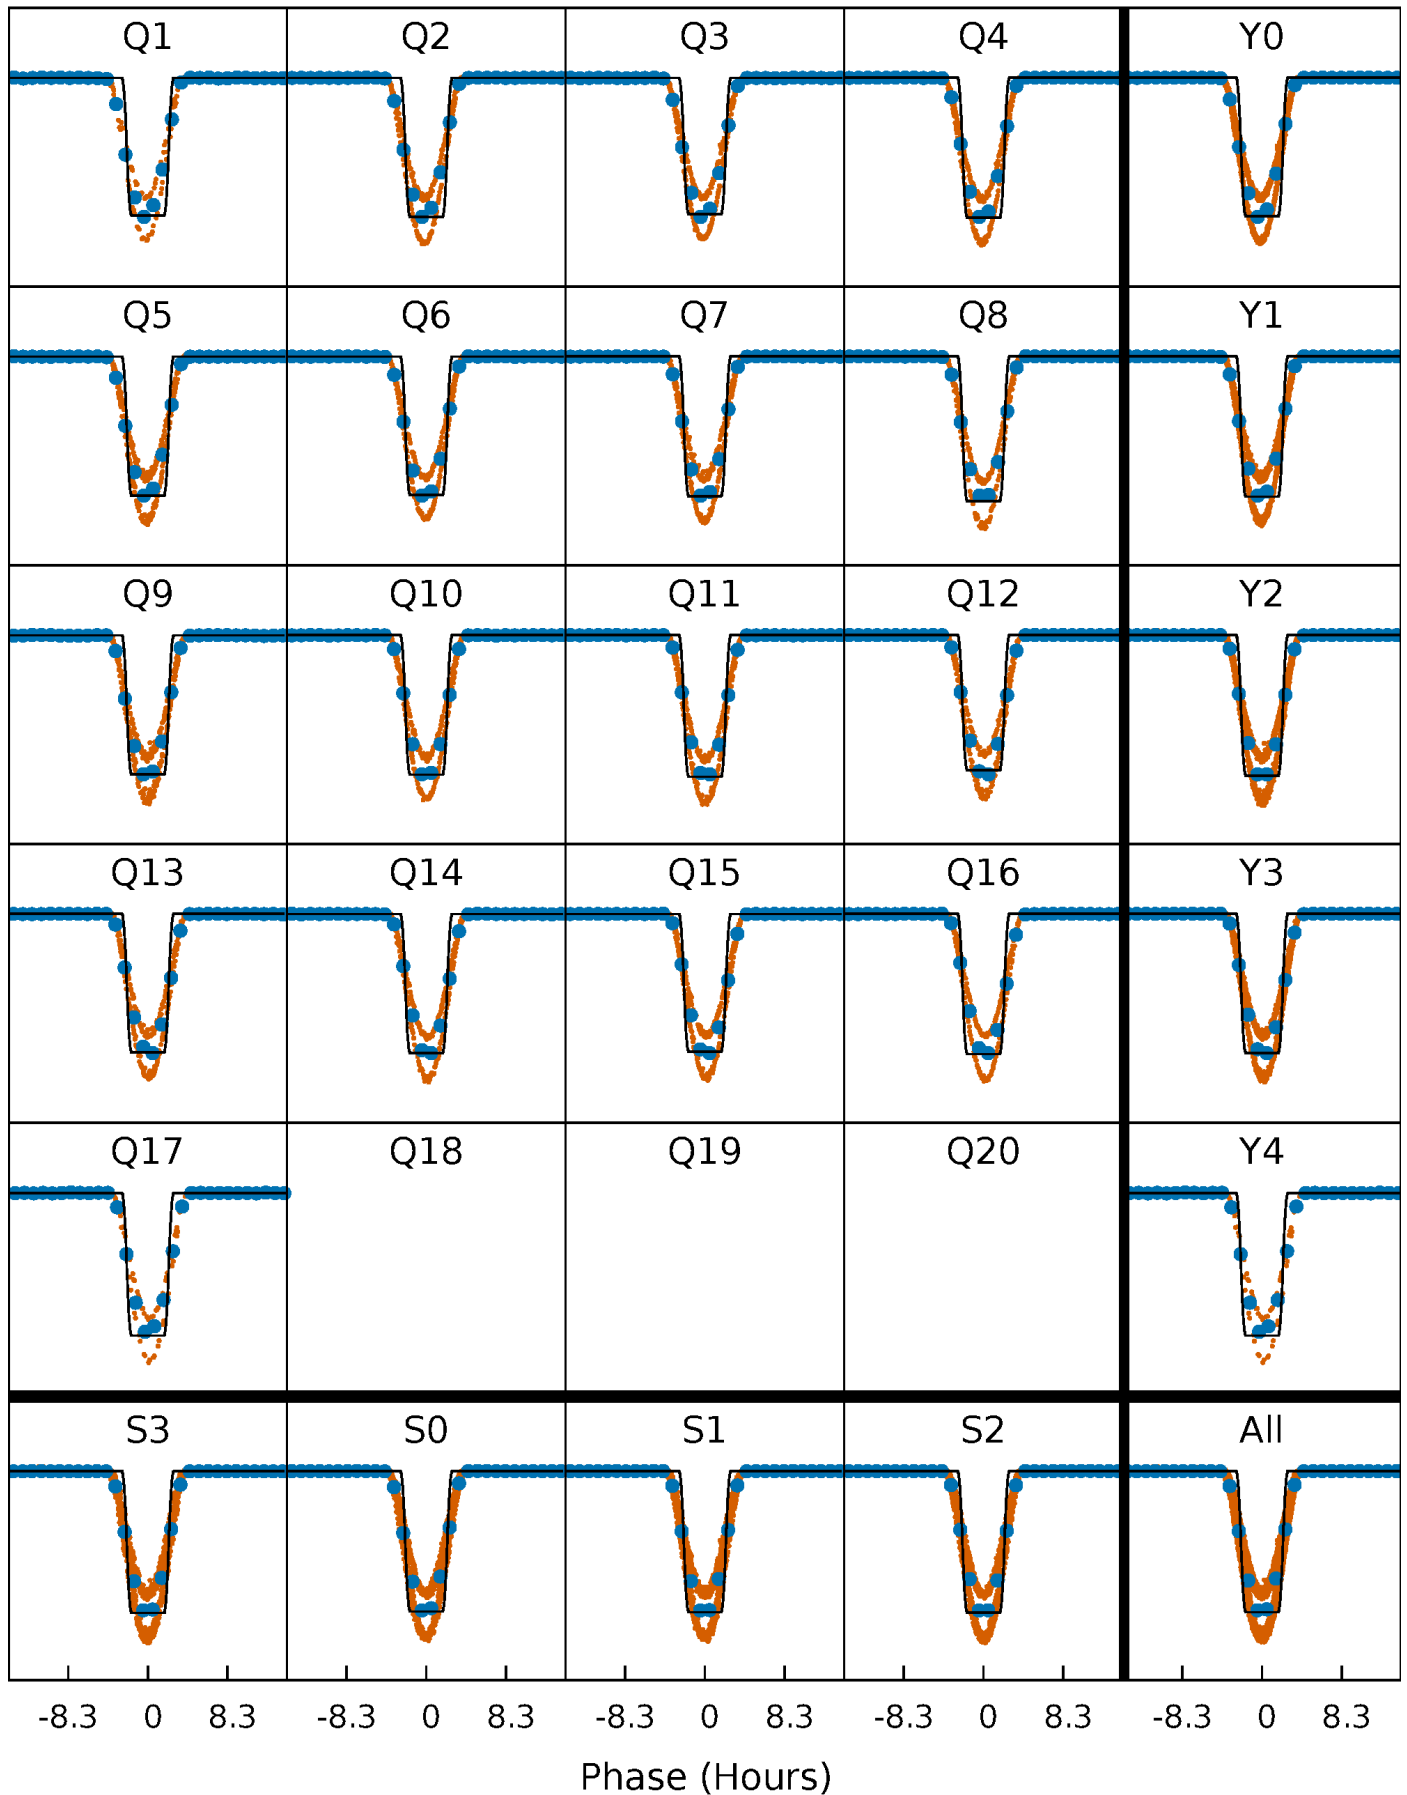 Q1 Q2 Q3 Q4 Y0
Q5 Q6 Q7 Q8 Y1
Q9 Q10 Q11 Q12 Y2
Q13 Q14 Q15 Q16 Y3
Q17 Q18 Q19 Q20 Y4
S3 S0 S1 S2 All
-8.3 0 8.3 -8.3 0 8.3 -8.3 0 8.3 -8.3 0 8.3 -8.3 0 8.3
Phase (Hours)